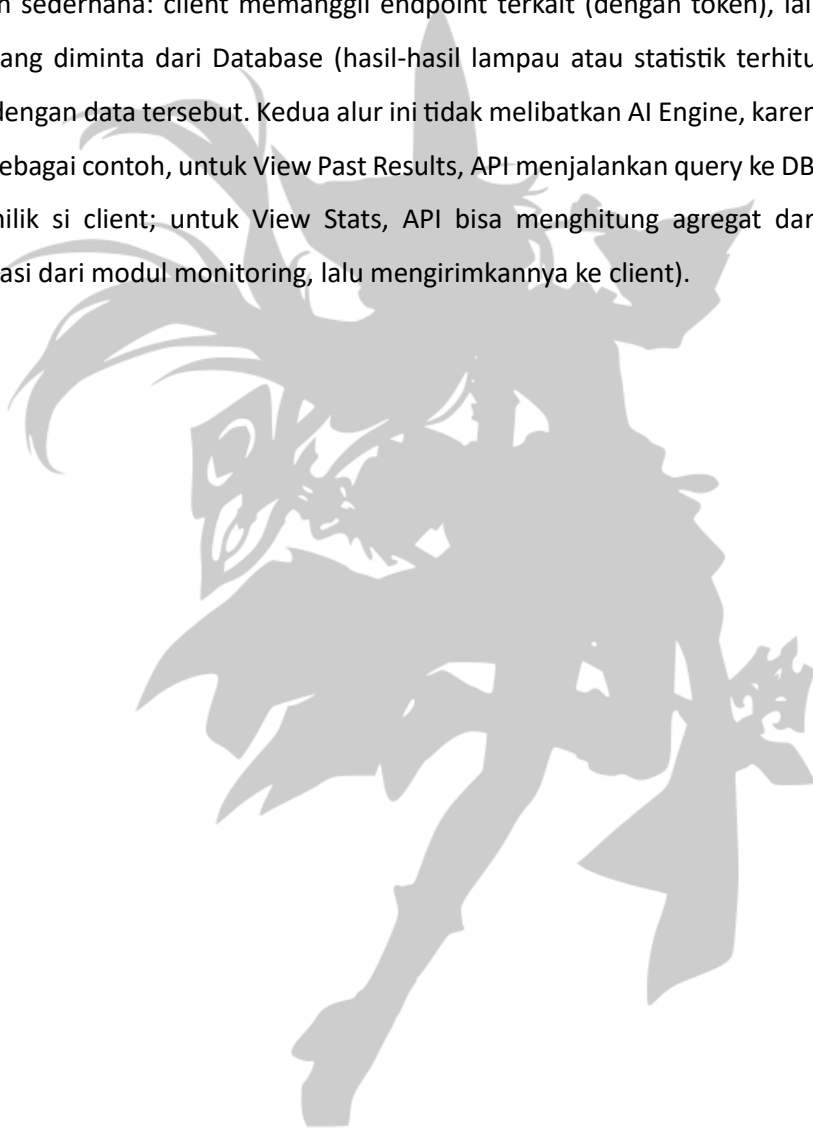 sederhana: client memanggil endpoint terkait (dengan token), lal
ang diminta dari Database (hasil-hasil lampau atau statistik terhitu
dengan data tersebut. Kedua alur ini tidak melibatkan AI Engine, karen
ebagai contoh, untuk View Past Results, API menjalankan query ke DB
ilik si client; untuk View Stats, API bisa menghitung agregat dar
asi dari modul monitoring, lalu mengirimkannya ke client).